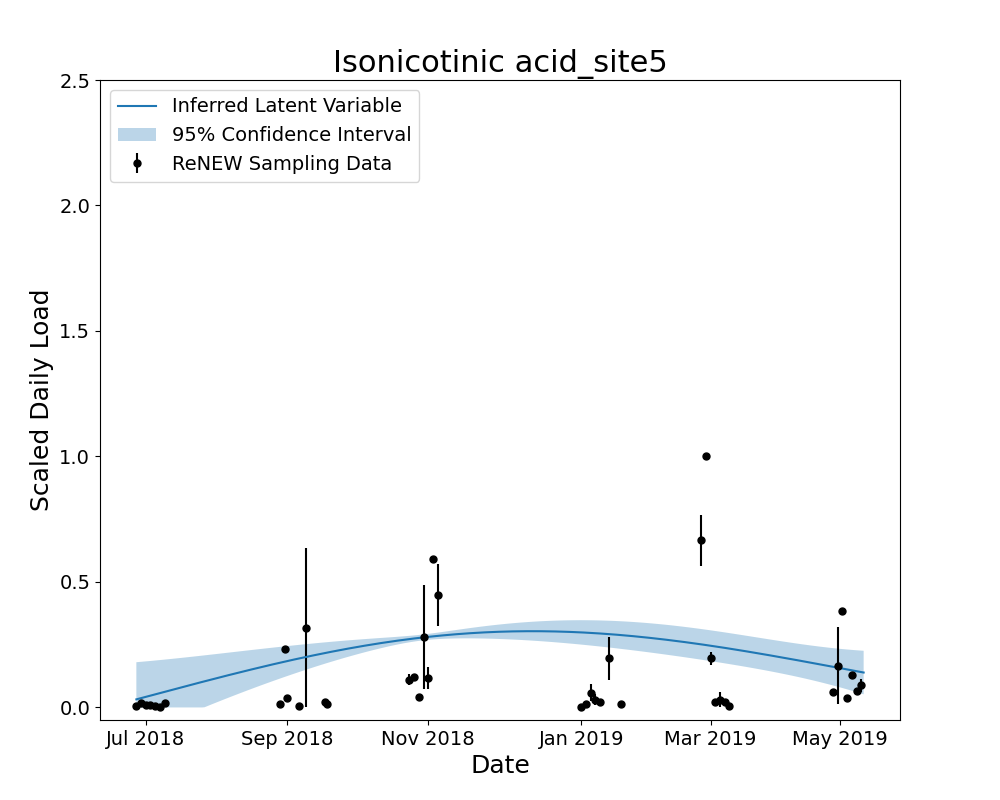 Isonicotinic acid_site5
Inferred Latent Variable
95% Confidence Interval
ReNEW Sampling Data
Scaled Daily Load
2.5
2.0
1.5
1.0
0.5
0.0
Jul 2018 Sep 2018 Nov 2018 Jan 2019 Mar 2019 May 2019
Date